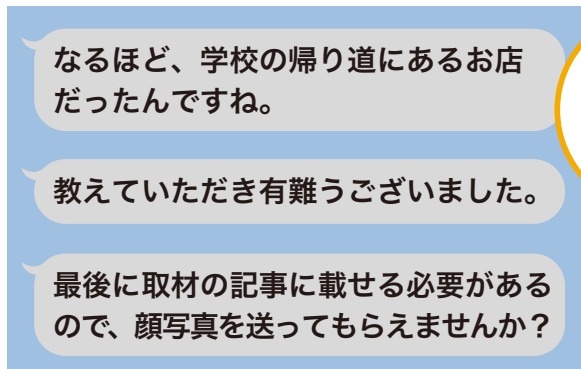 なるほど、学校の帰り道にあるお店
だったんですね。
教えていただき有難うございました。
最後に取材の記事に載せる必要がある
ので、顔写真を送ってもらえませんか？